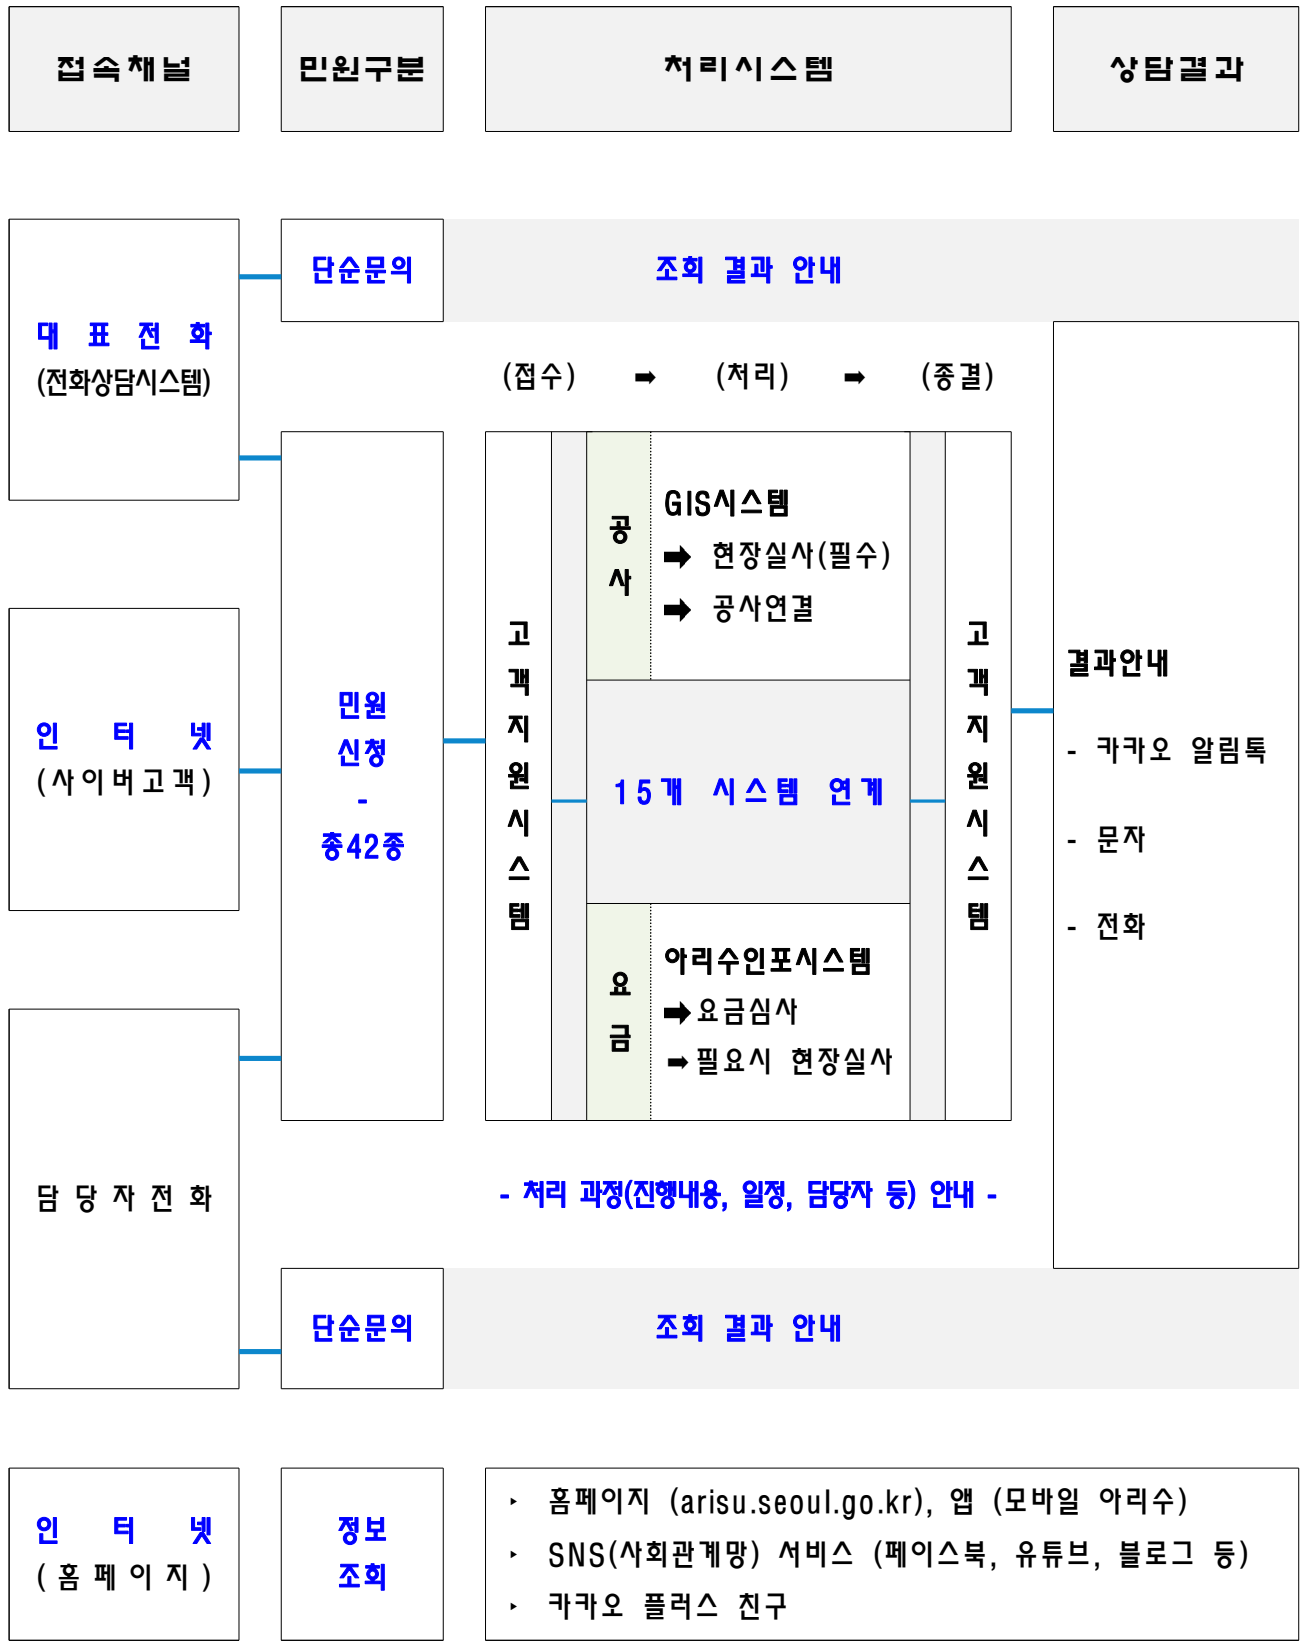 접속채널
민원구분
처리시스템
상담결과
대표전화
(전화상담시스템)
단순문의
조회 결과 안내
(접수) ➡ (처리) ➡ (종결)
인터넷
(사이버고객)
민원
신청
-
총42종
고객지원시스템
공사
GIS시스템
➡ 현장실사(필수)
➡ 공사연결
15개 시스템 연계
요금
아리수인포시스템
➡요금심사
➡필요시 현장실사
고객지원시스템
결과안내
- 카카오 알림톡
- 문자
- 전화
담당자전화
- 처리 과정(진행내용, 일정, 담당자 등) 안내 -
단순문의
조회 결과 안내
인터넷
(홈페이지)
정보
조회
‣ 홈페이지 (arisu.seoul.go.kr), 앱 (모바일 아리수)
‣ SNS(사회관계망) 서비스 (페이스북, 유튜브, 블로그 등)
‣ 카카오 플러스 친구